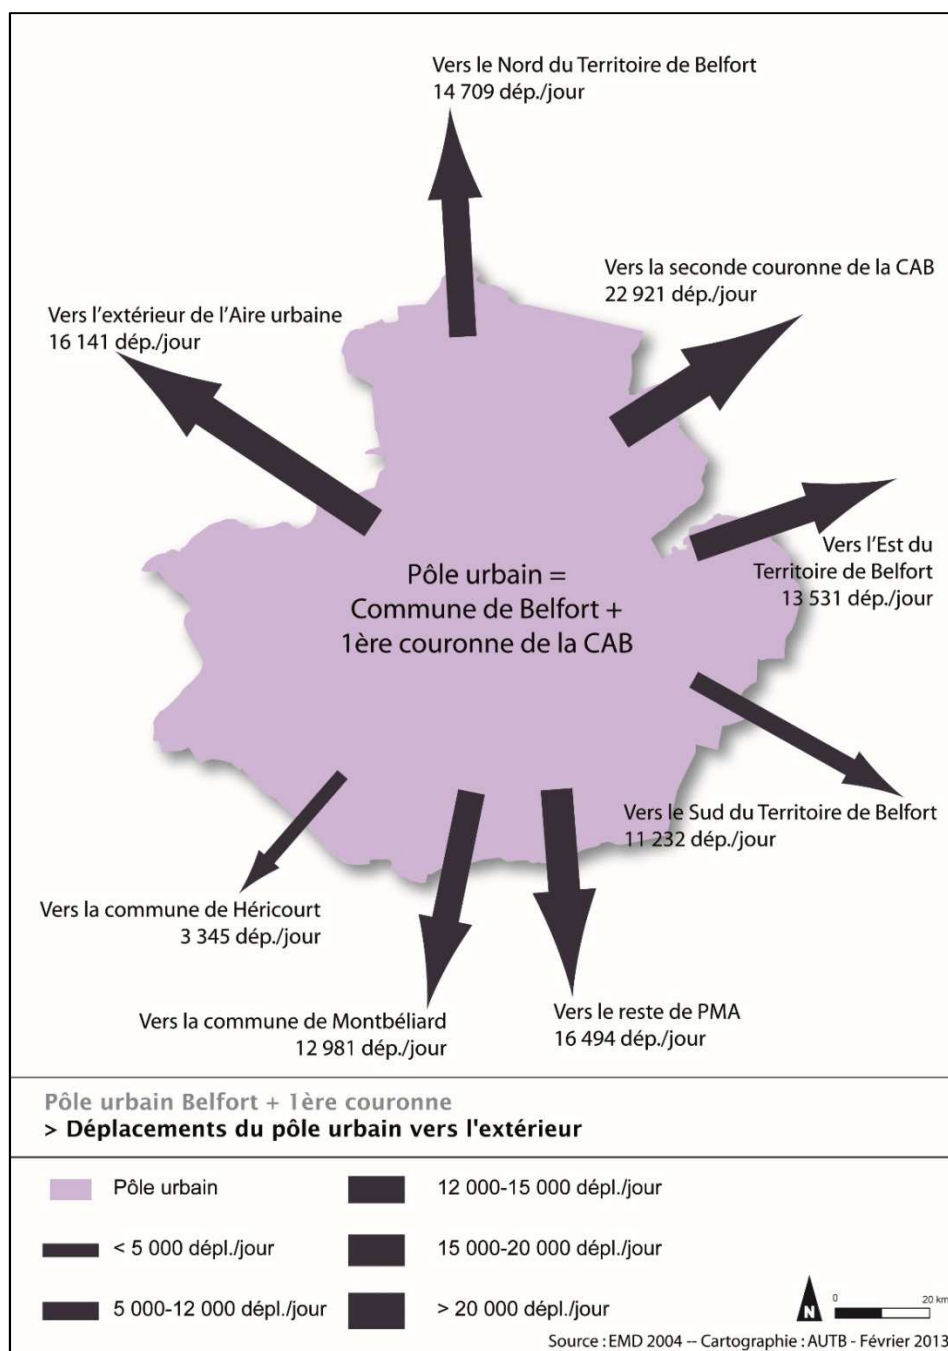 Vers le Nord du Territoire de Belfort
14 709 dép./jour
Vers la seconde couronne de la CAB
22 921 dép./jour
Vers l'extérieur de l'Aire urbaine
16 141 dép./jour
Vers l'Est du
Territoire de Belfort
13 531 dép./jour
Pôle urbain =
Commune de Belfort +
1ère couronne de la CAB
Vers le Sud du Territoire de Belfort
11 232 dép./jour
Vers la commune de Héricourt
3 345 dép./jour
Vers la commune de Montbéliard
12 981 dép./jour
Vers le reste de PMA
16 494 dép./jour
Pôle urbain Belfort + 1ère couronne
> Déplacements du pôle urbain vers l'extérieur
Pôle urbain
< 5 000 dépl./jour
5 000-12 000 dépl./jour
12 000-15 000 dépl./jour
15 000-20 000 dépl./jour
> 20 000 dépl./jour
N
0 20 km
Source : EMD 2004 -- Cartographie : AUTB - Février 2013